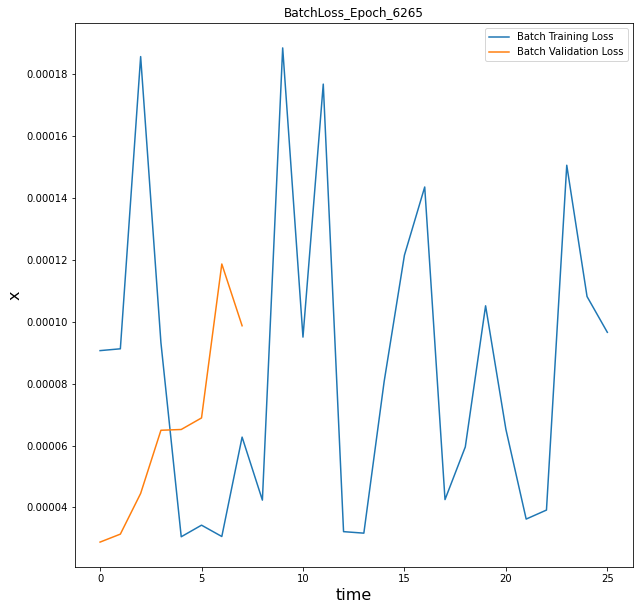 BatchLoss_Epoch_6265
Batch Training Loss
Batch Validation Loss
x
0.00018
0.00016
0.00014
0.00012
0.00010
0.00008
0.00006
0.00004
0 5 10 15 20 25
time